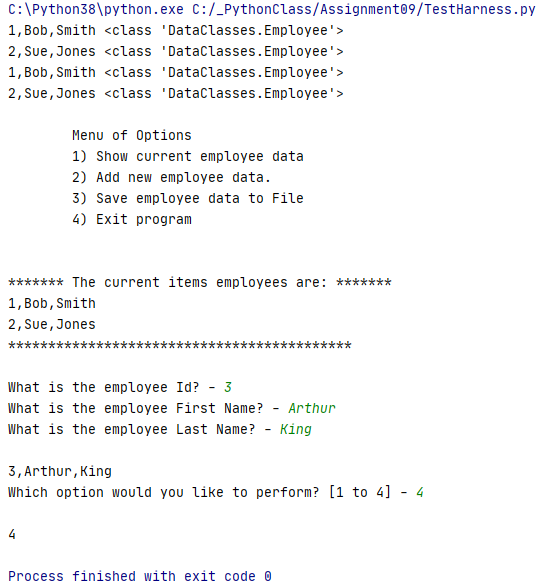 C:\Python38\python.exe C:/_PythonClass/Assignment09/TestHarness.py
1,Bob,Smith <class 'DataClasses.Employee'>
2,Sue,Jones <class 'DataClasses.Employee'>
1,Bob,Smith <class 'DataClasses.Employee'>
2,Sue,Jones <class 'DataClasses.Employee'>
Menu of Options
1) Show current employee data
2) Add new employee data.
3) Save employee data to File
4) Exit program
******* The current items employees are: *******
1,Bob,Smith
2,Sue,Jones
*******************************************
What is the employee Id? - 3
What is the employee First Name? - Arthur
What is the employee Last Name? - King
3,Arthur,King
Which option would you like to perform? [1 to 4] - 4
4
Process finished with exit code 0